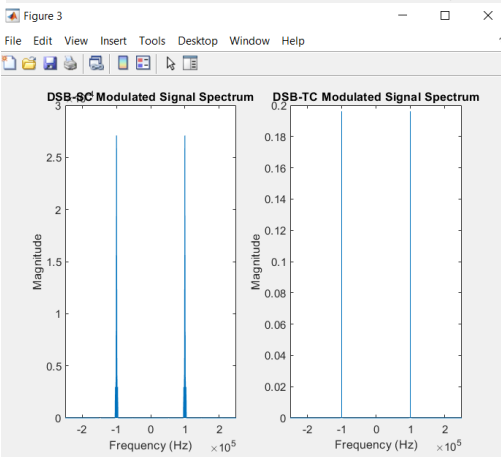 Figure 3
File Edit View Insert Tools Desktop Window Help
DSB-SC Modulated Signal Spectrum
3
2.5
2
1.5
1
0.5
0
Magnitude
-2 -1 0 1 2
Frequency (Hz) ×10^5
DSB-TC Modulated Signal Spectrum
0.2
0.18
0.16
0.14
0.12
0.1
0.08
0.06
0.04
0.02
0
Magnitude
-2 -1 0 1 2
Frequency (Hz) ×10^5